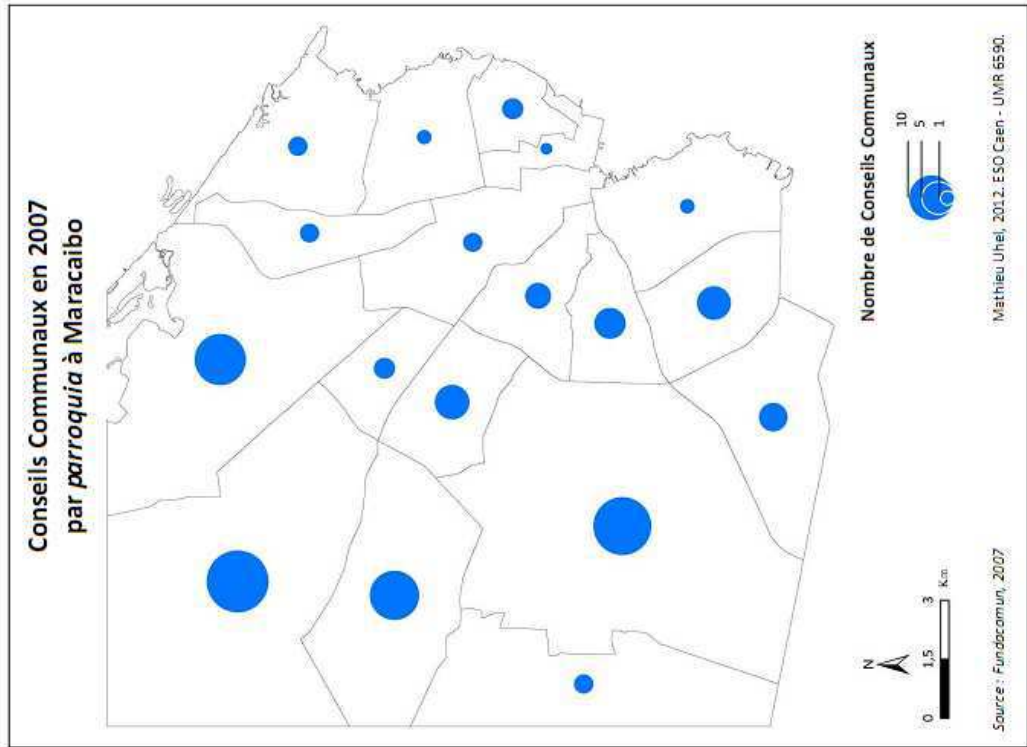 Conseils Communaux en 2007
par parroquia à Maracaibo
Nombre de Conseils Communaux
10
5
1
N
0
1,5
3
Km
Source : Fundacomun, 2007
Mathieu Uhel, 2012. ESO Caen - UMR 6590.